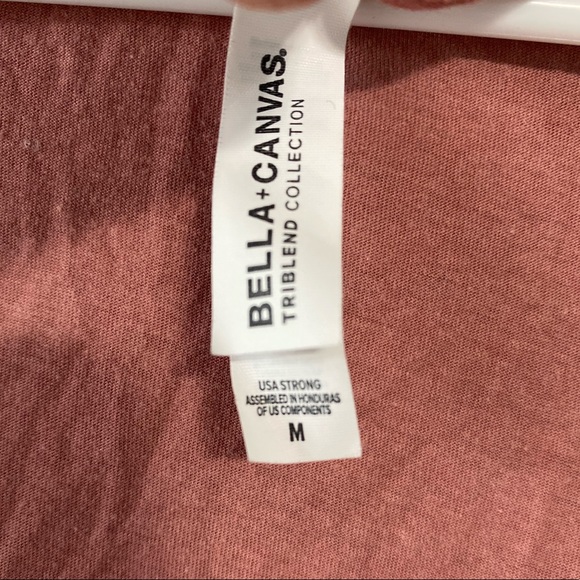 BELLA+CANVAS.
TRIBLEND COLLECTION
USA STRONG
ASSEMBLED IN HONDURAS
OF US COMPONENTS
M